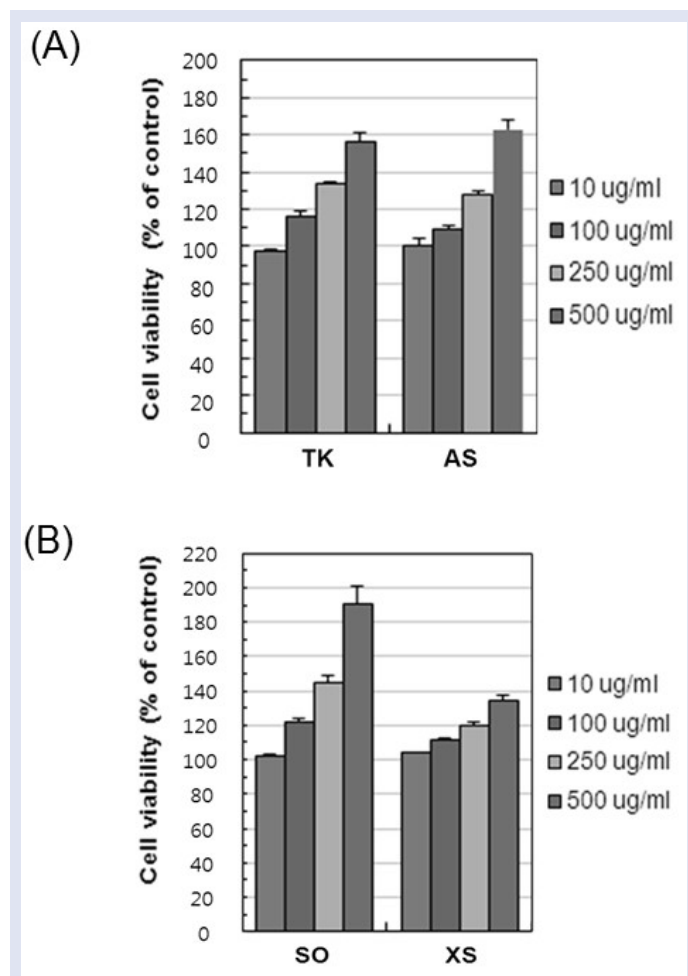 (A)
Cell viability (% of control)
200
180
160
140
120
100
80
60
40
20
0
TK AS
10 ug/ml
100 ug/ml
250 ug/ml
500 ug/ml
(B)
Cell viability (% of control)
220
200
180
160
140
120
100
80
60
40
20
0
SO XS
10 ug/ml
100 ug/ml
250 ug/ml
500 ug/ml